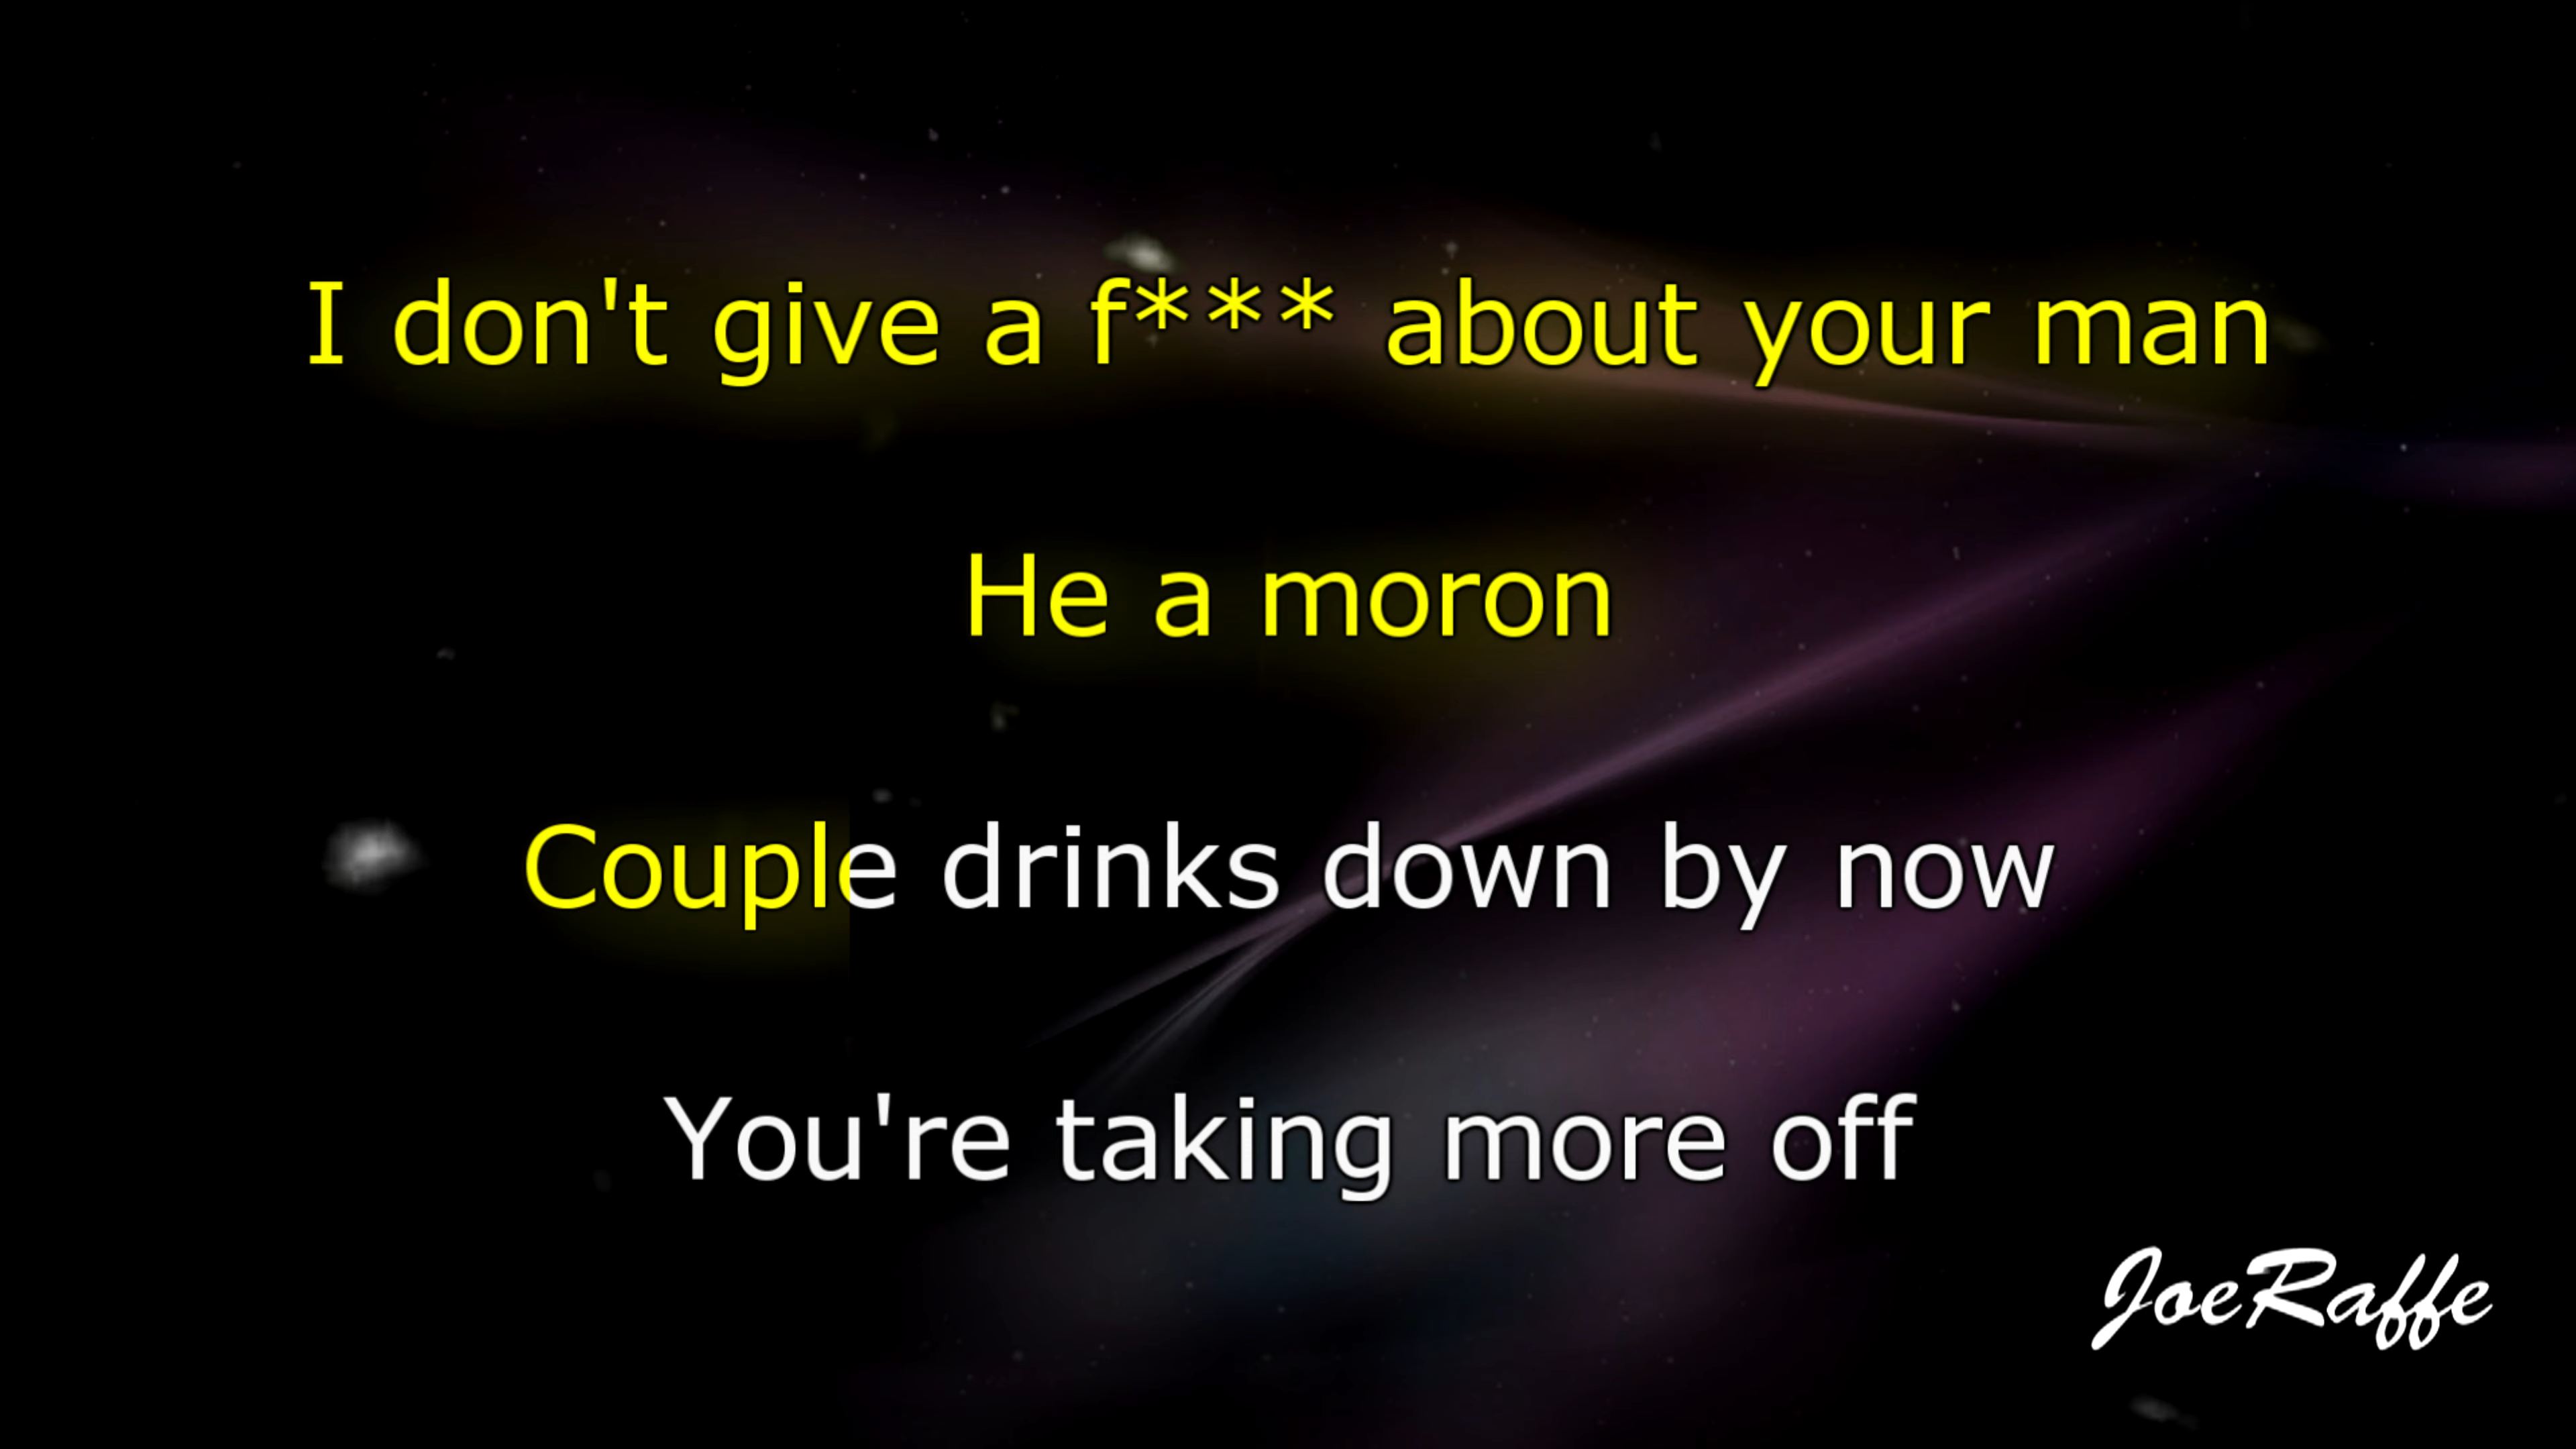 I don't give a f*** about your man
He a moron
Couple drinks down by now
You're taking more off
JoeRaffe